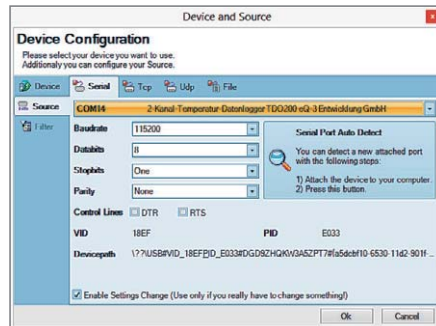 Device and Source
Device Configuration
Please select your device you want to use.
Additionaly you can configure your Source.
Device
Serial
Tcp
Udp
File
Source
COM14 2-Kanal-Temperatur-Datenlogger TDO200 eQ-3 Entwicklung GmbH
Filter
Baudrate 115200
Databits 8
Stopbits One
Parity None
Serial Port Auto Detect
You can detect a new attached port
with the following steps:
1) Attach the device to your computer.
2) Press this button.
Control Lines DTR RTS
VID 18EF PID E033
Devicepath
Enable Settings Change (Use only if you really have to change something!)
Ok Cancel